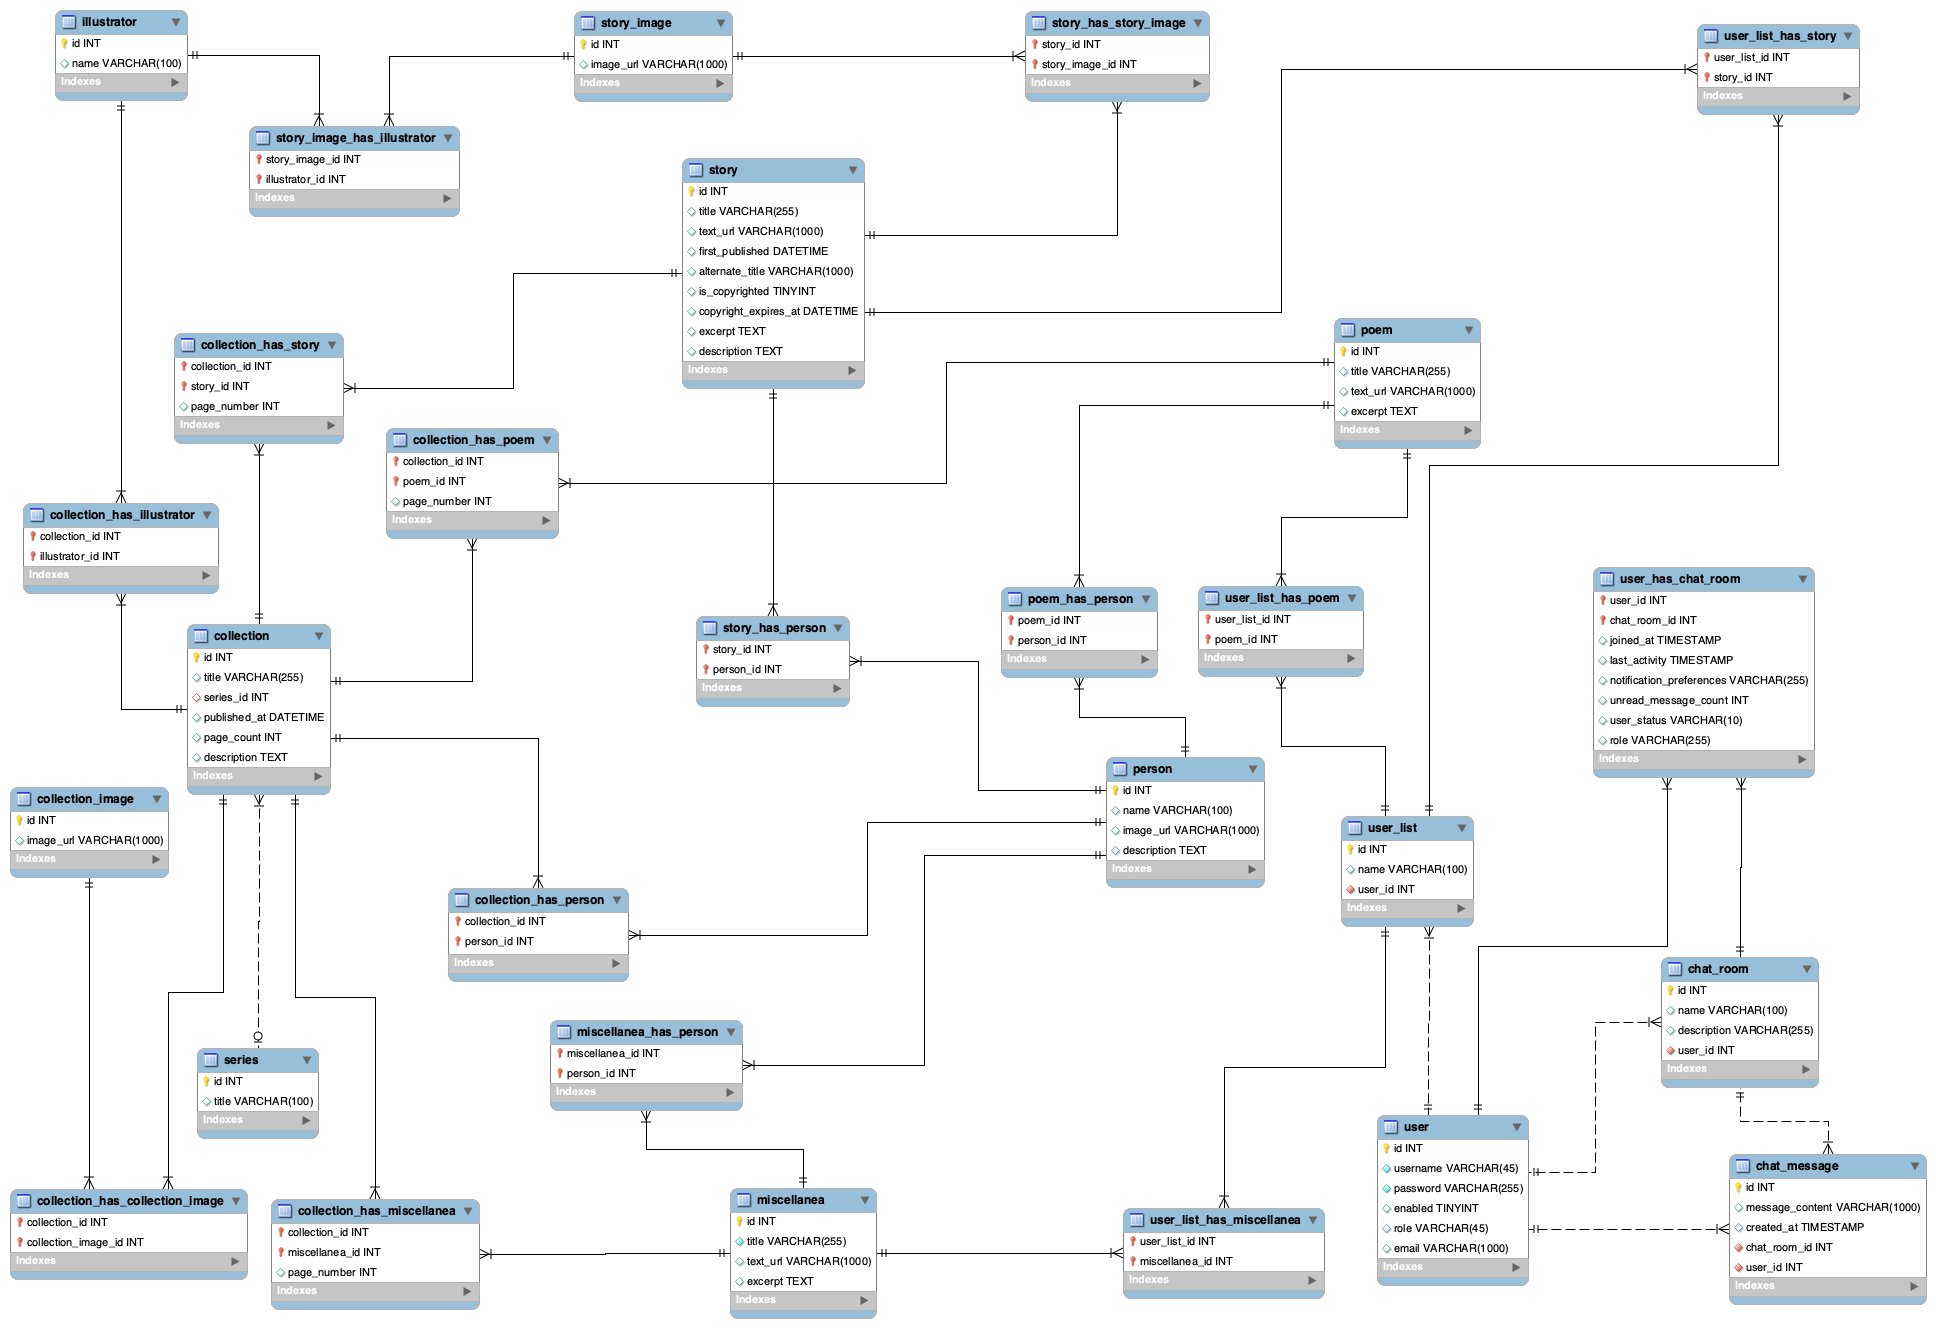 illustrator
id INT
name VARCHAR(100)
Indexes
story_image
id INT
image_url VARCHAR(1000)
Indexes
story_has_story_image
story_id INT
story_image_id INT
Indexes
user_list_has_story
user_list_id INT
story_id INT
Indexes
story_image_has_illustrator
story_image_id INT
illustrator_id INT
Indexes
story
id INT
title VARCHAR(255)
text_url VARCHAR(1000)
first_published DATETIME
alternate_title VARCHAR(1000)
is_copyrighted TINYINT
copyright_expires_at DATETIME
excerpt TEXT
description TEXT
Indexes
collection_has_story
collection_id INT
story_id INT
page_number INT
Indexes
poem
id INT
title VARCHAR(255)
text_url VARCHAR(1000)
excerpt TEXT
Indexes
collection_has_poem
collection_id INT
poem_id INT
page_number INT
Indexes
collection_has_illustrator
collection_id INT
illustrator_id INT
Indexes
story_has_person
story_id INT
person_id INT
Indexes
poem_has_person
poem_id INT
person_id INT
Indexes
user_list_has_poem
user_list_id INT
poem_id INT
Indexes
user_has_chat_room
user_id INT
chat_room_id INT
joined_at TIMESTAMP
last_activity TIMESTAMP
notification_preferences VARCHAR(255)
unread_message_count INT
user_status VARCHAR(10)
role VARCHAR(255)
Indexes
collection
id INT
title VARCHAR(255)
series_id INT
published_at DATETIME
page_count INT
description TEXT
Indexes
collection_image
id INT
image_url VARCHAR(1000)
Indexes
person
id INT
name VARCHAR(100)
image_url VARCHAR(1000)
description TEXT
Indexes
user_list
id INT
name VARCHAR(100)
user_id INT
Indexes
collection_has_person
collection_id INT
person_id INT
Indexes
chat_room
id INT
name VARCHAR(100)
description VARCHAR(255)
user_id INT
Indexes
series
id INT
title VARCHAR(100)
Indexes
miscellanea_has_person
miscellanea_id INT
person_id INT
Indexes
user
id INT
username VARCHAR(45)
password VARCHAR(255)
enabled TINYINT
role VARCHAR(45)
email VARCHAR(1000)
Indexes
chat_message
id INT
message_content VARCHAR(1000)
created_at TIMESTAMP
chat_room_id INT
user_id INT
Indexes
collection_has_collection_image
collection_id INT
collection_image_id INT
Indexes
collection_has_miscellanea
collection_id INT
miscellanea_id INT
page_number INT
Indexes
miscellanea
id INT
title VARCHAR(255)
text_url VARCHAR(1000)
excerpt TEXT
Indexes
user_list_has_miscellanea
user_list_id INT
miscellanea_id INT
Indexes